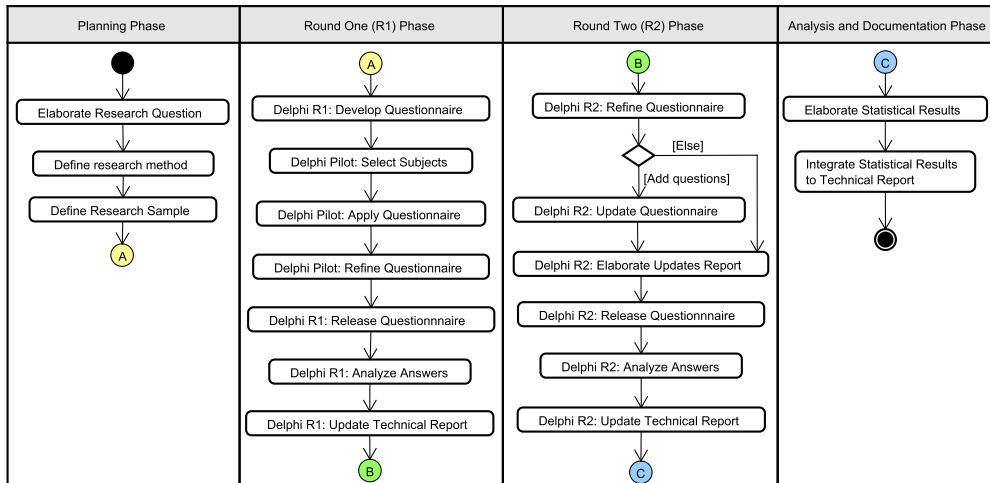 Planning Phase
Elaborate Research Question
Define research method
Define Research Sample
A
Round One (R1) Phase
A
Delphi R1: Develop Questionnaire
Delphi Pilot: Select Subjects
Delphi Pilot: Apply Questionnaire
Delphi Pilot: Refine Questionnaire
Delphi R1: Release Questionnnaire
Delphi R1: Analyze Answers
Delphi R1: Update Technical Report
B
Round Two (R2) Phase
B
Delphi R2: Refine Questionnaire
[Else]
[Add questions]
Delphi R2: Update Questionnaire
Delphi R2: Elaborate Updates Report
Delphi R2: Release Questionnnaire
Delphi R2: Analyze Answers
Delphi R2: Update Technical Report
C
Analysis and Documentation Phase
C
Elaborate Statistical Results
Integrate Statistical Results
to Technical Report